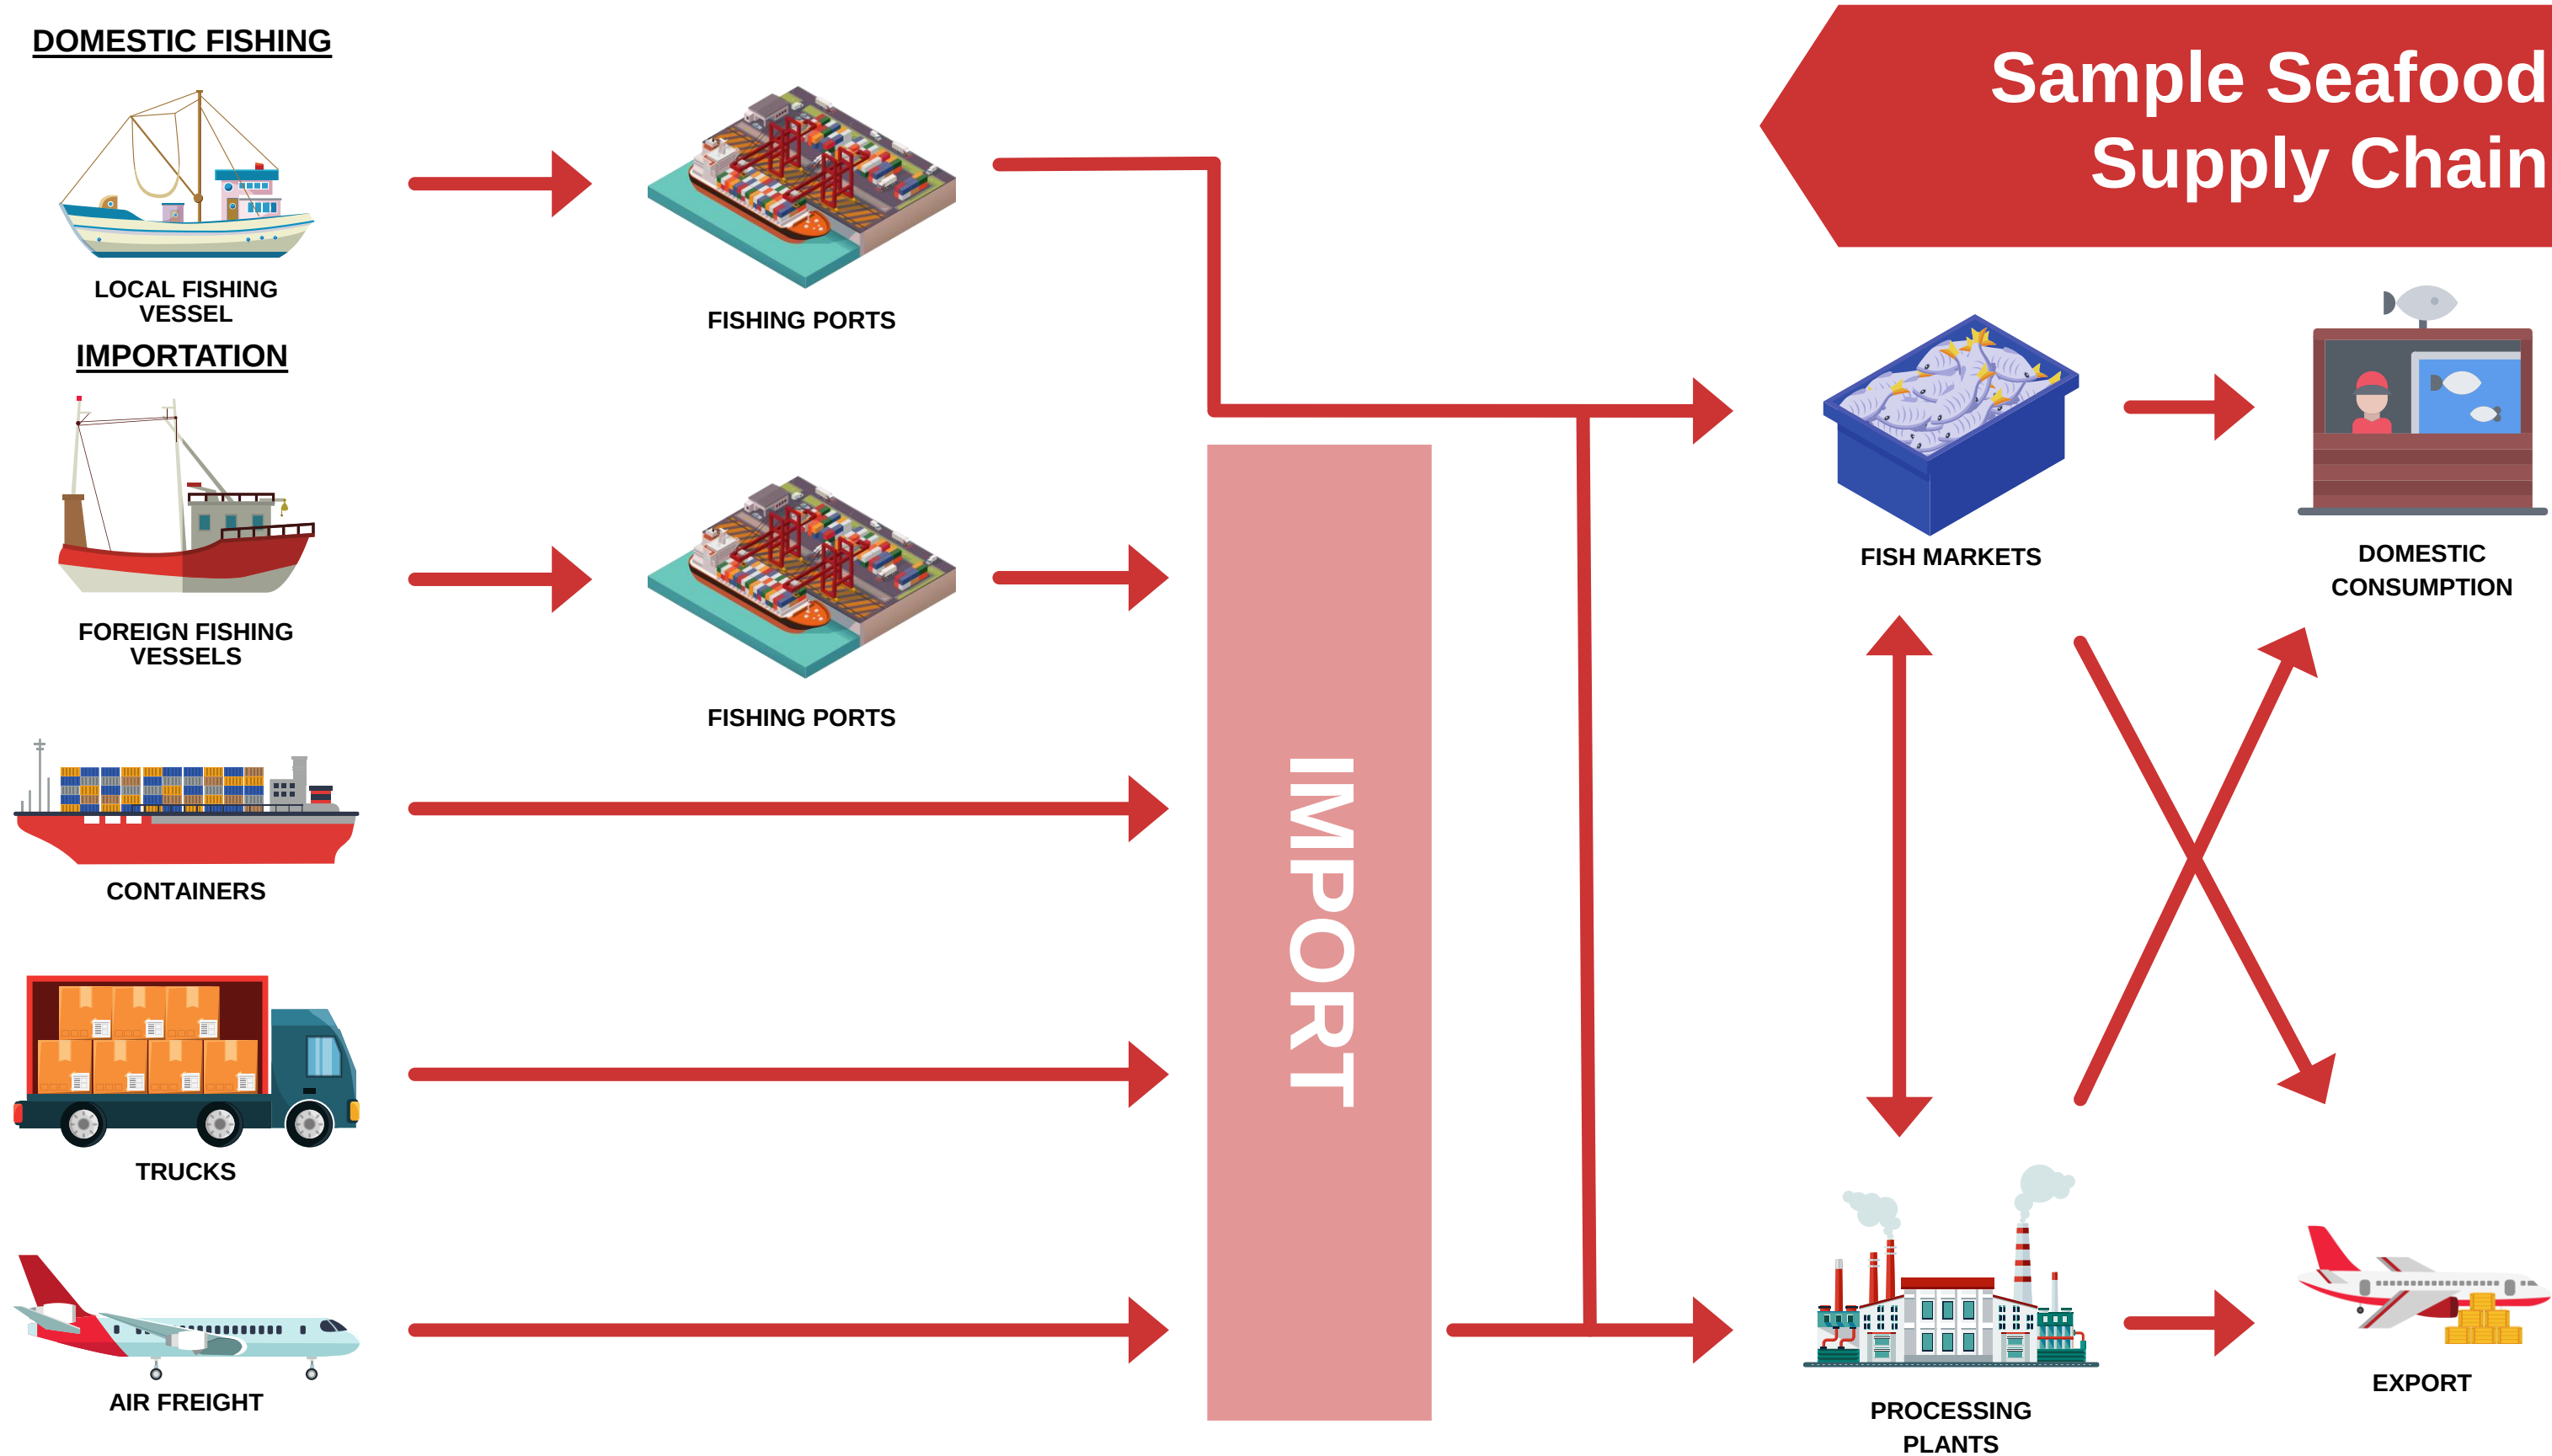 DOMESTIC FISHING
Sample Seafood
Supply Chain
LOCAL FISHING
VESSEL
FISHING PORTS
IMPORTATION
FISH MARKETS
DOMESTIC
CONSUMPTION
FOREIGN FISHING
VESSELS
FISHING PORTS
IMPORT
CONTAINERS
TRUCKS
AIR FREIGHT
PROCESSING
PLANTS
EXPORT